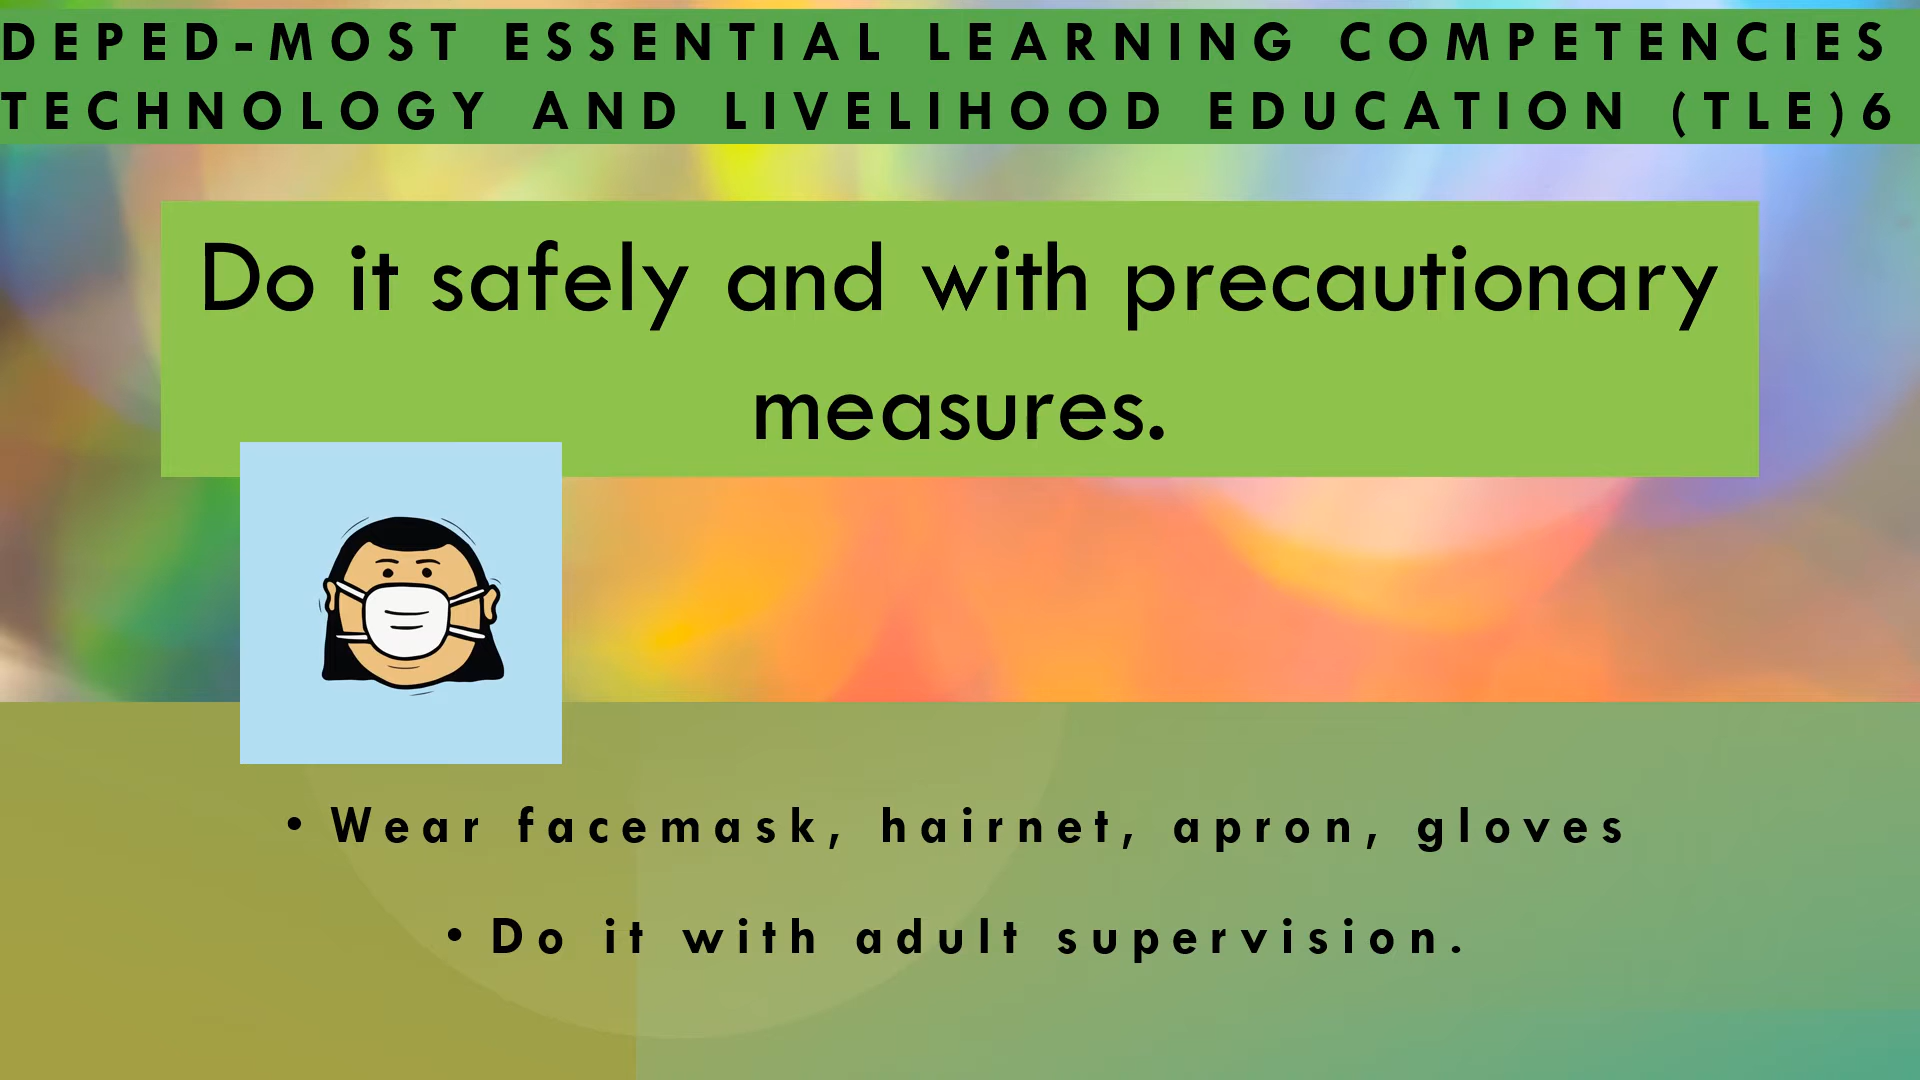 DEPED-MOST ESSENTIAL LEARNING COMPETENCIES
TECHNOLOGY AND LIVELIHOOD EDUCATION (TLE)6
Do it safely and with precautionary
measures.
• Wear facemask, hairnet, apron, gloves
• Do it with adult supervision.